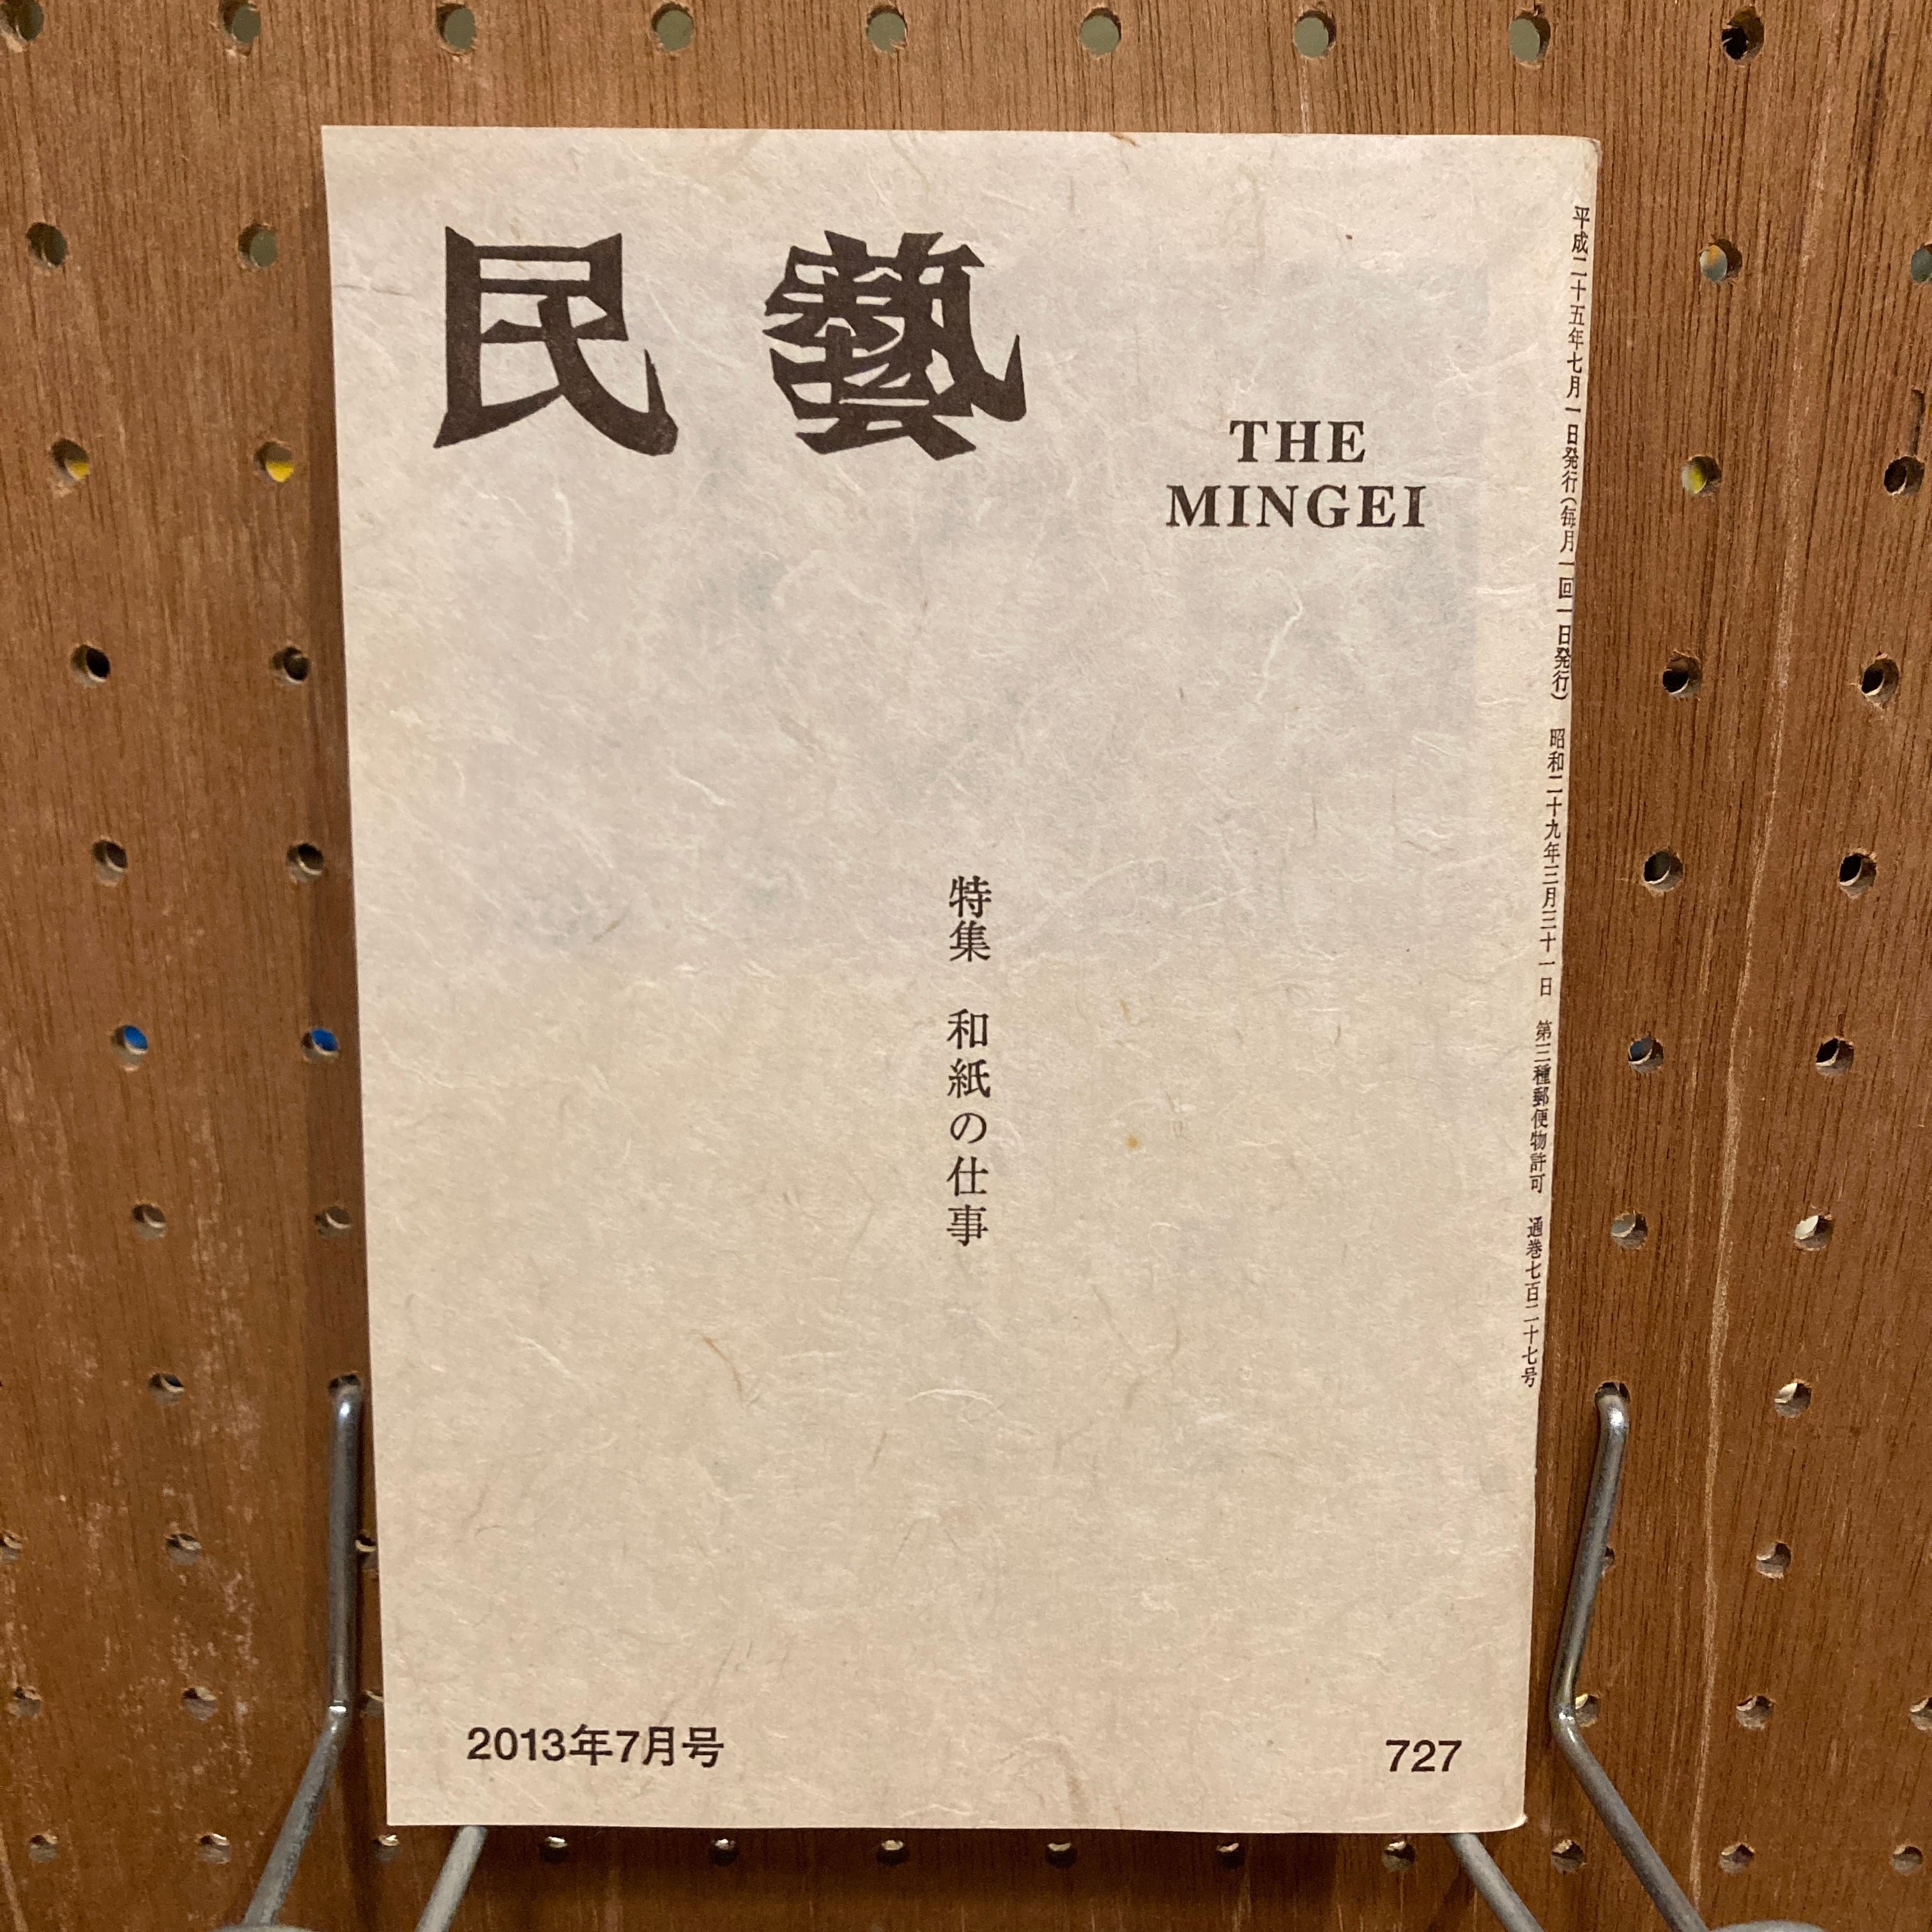 民藝
THE
MINGEI
平成二十五年七月一日発行（毎月一回一日発行）　昭和二十九年三月三十一日　第三種郵便物許可　通巻七百二十七号
特集　和紙の仕事
2013年7月号
727